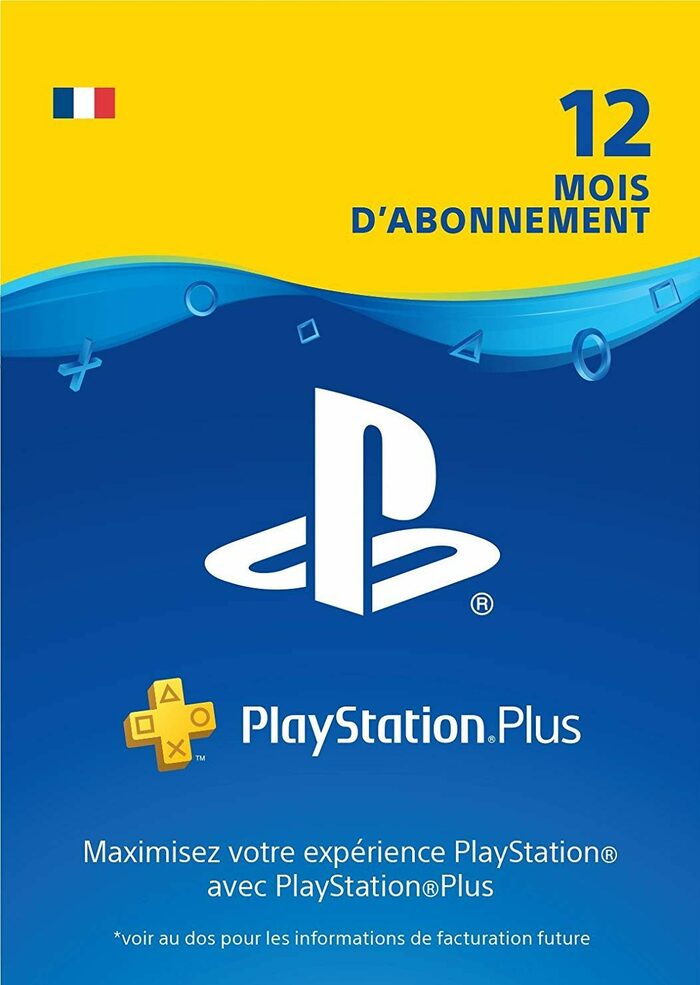 12
MOIS
D'ABONNEMENT
®
PlayStation®Plus
™
Maximisez votre expérience PlayStation®
avec PlayStation®Plus
*voir au dos pour les informations de facturation future